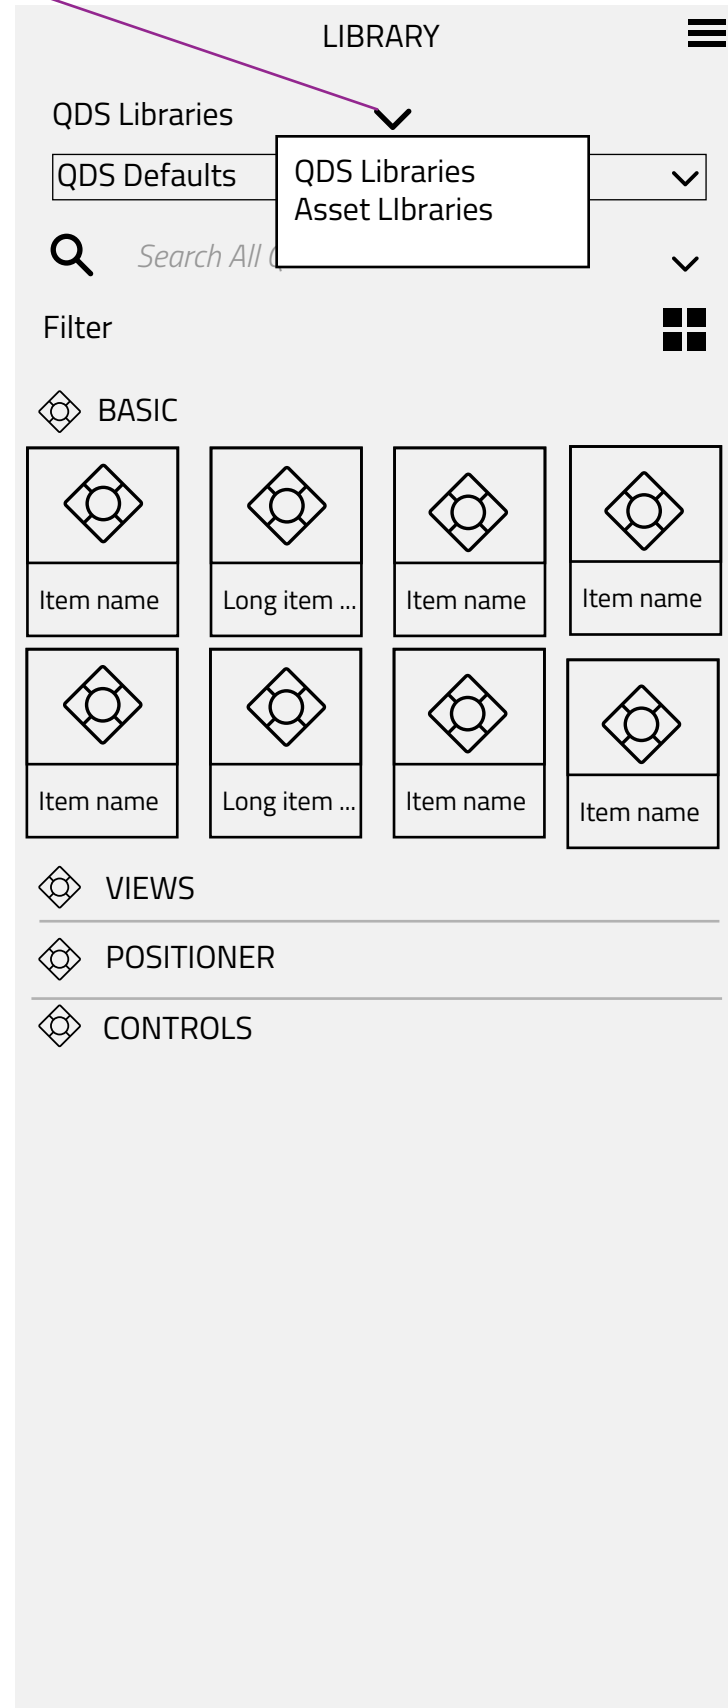 LIBRARY
QDS Libraries
QDS Defaults
QDS Libraries
Asset LIbraries
Search All
Filter
BASIC
Item name
Long item ...
Item name
Item name
Item name
Long item ...
Item name
Item name
VIEWS
POSITIONER
CONTROLS